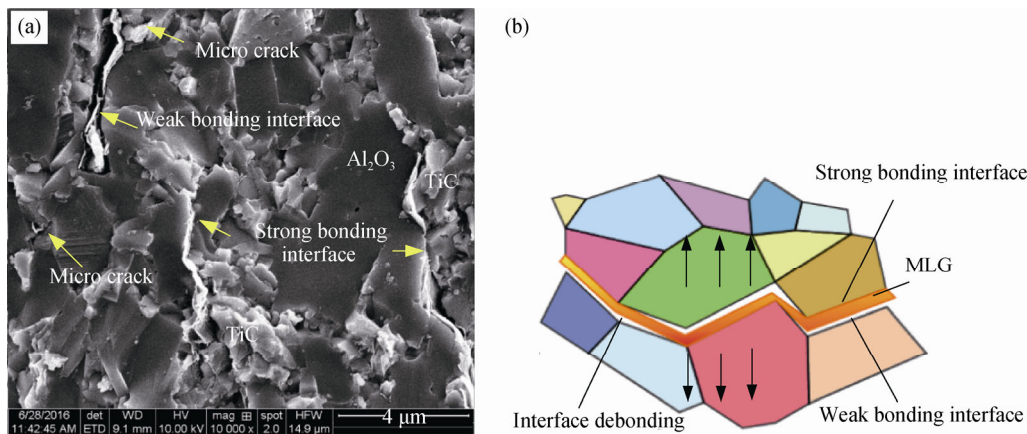 (a)
Micro crack
Weak bonding interface
Al₂O₃
TiC
Strong bonding
interface
Micro crack
TiC
6/28/2016 det WD HV mag ⊞ spot HFW
11:42:45 AM ETD 9.1 mm 10.00 kV 10 000 x 2.0 14.9 μm
4 μm
(b)
Strong bonding interface
MLG
Interface debonding
Weak bonding interface